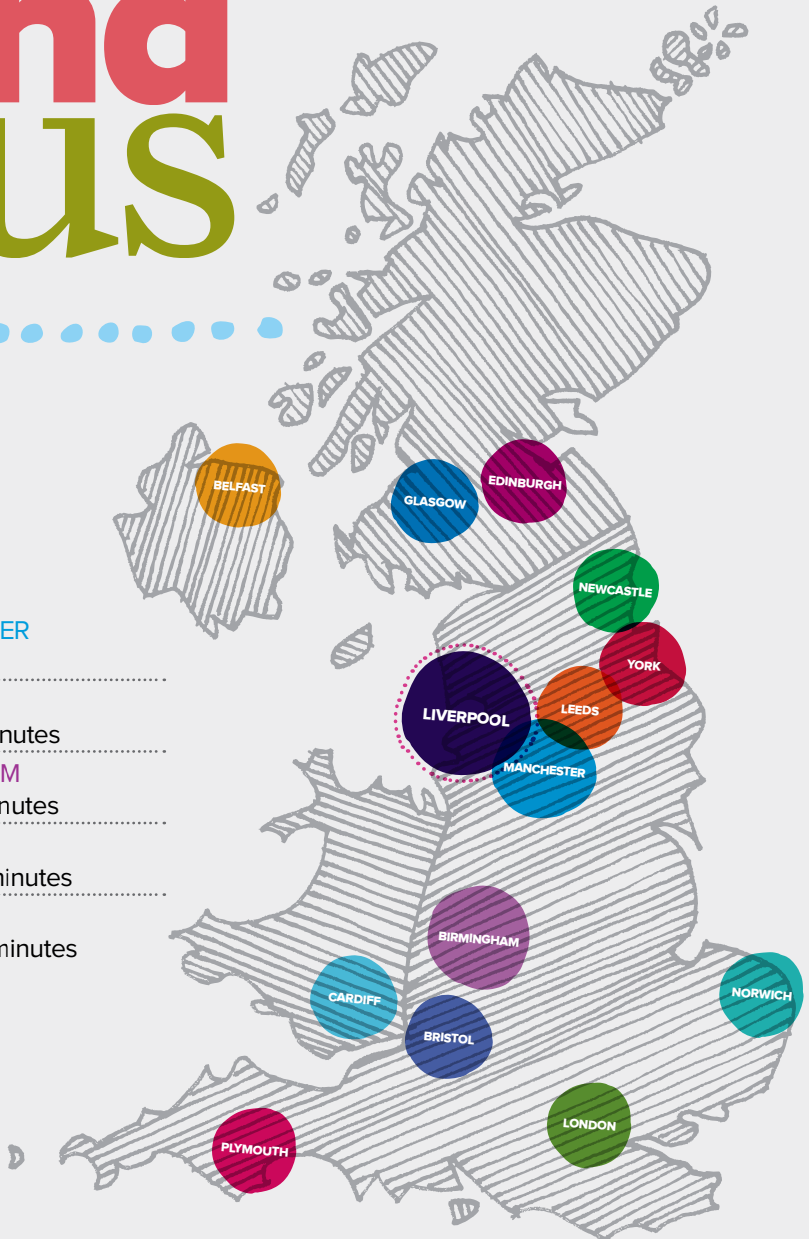 nd
us
ER
nutes
M
nutes
minutes
minutes
BELFAST
GLASGOW
EDINBURGH
NEWCASTLE
YORK
LEEDS
LIVERPOOL
MANCHESTER
BIRMINGHAM
CARDIFF
BRISTOL
NORWICH
LONDON
PLYMOUTH